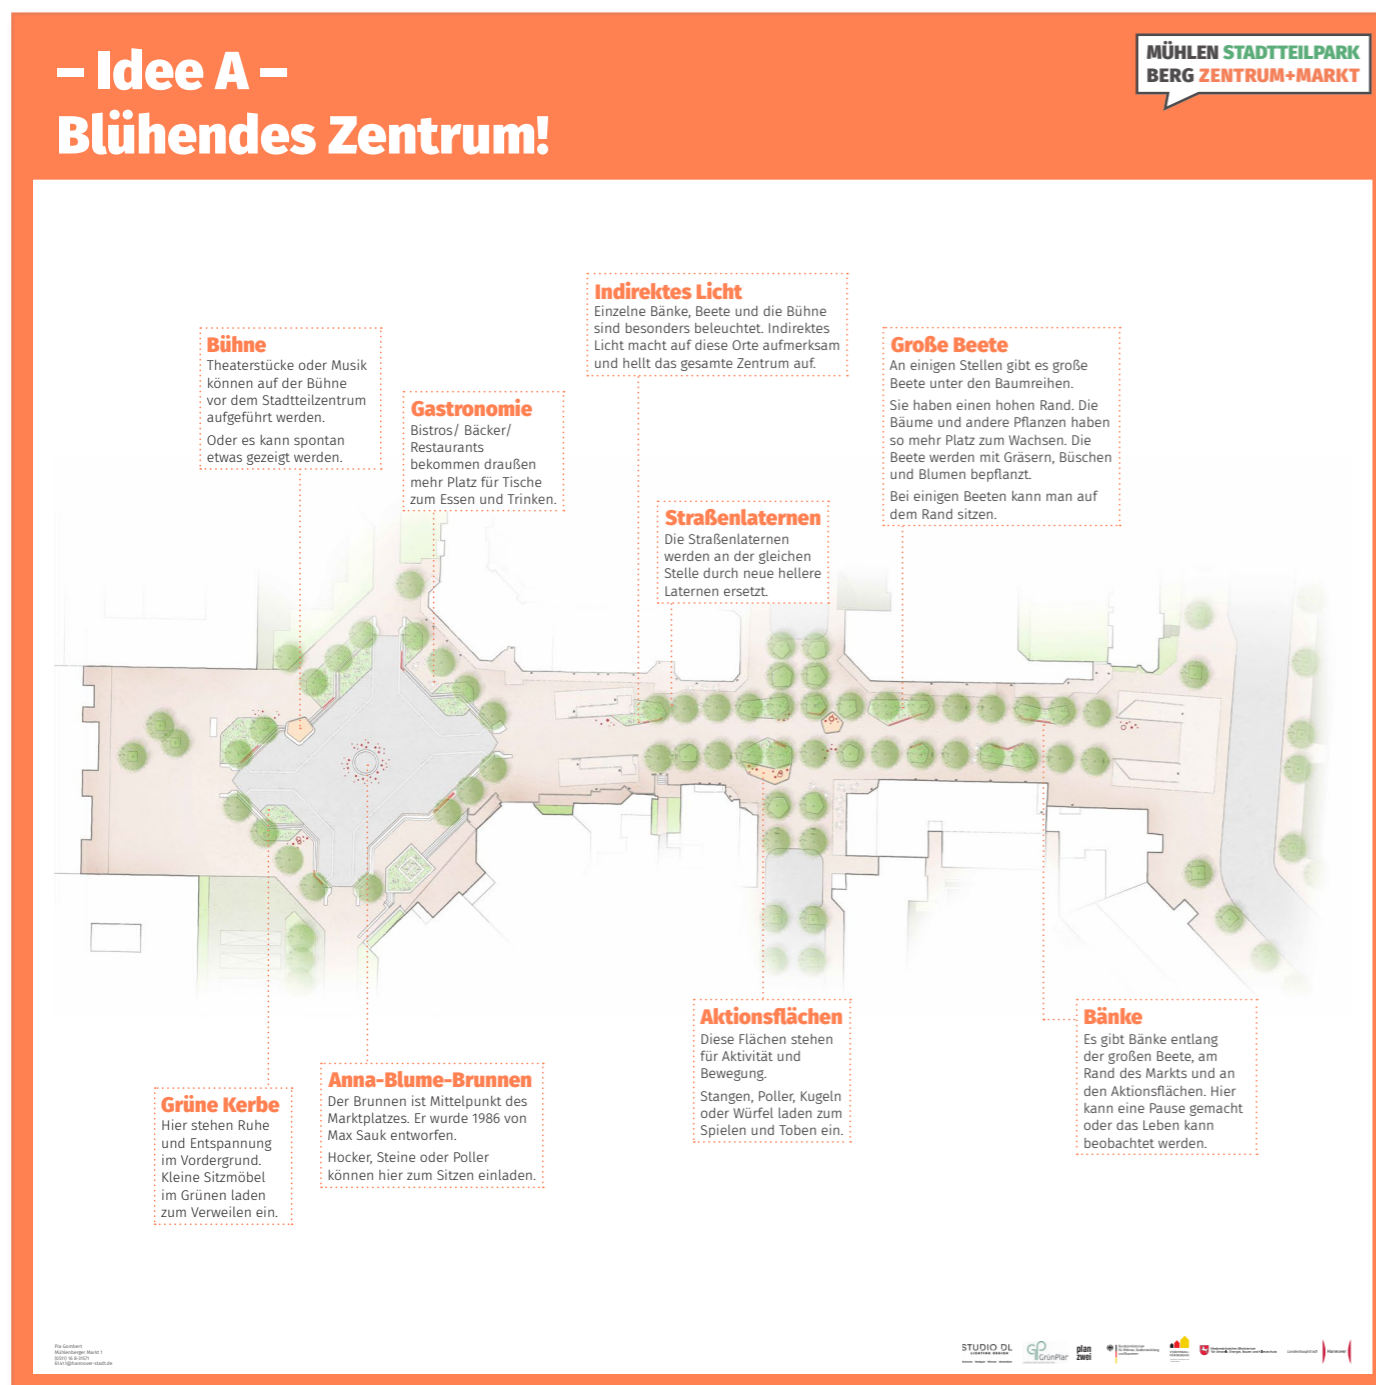 – Idee A –
Blühendes Zentrum!
MÜHLEN STADTTEILPARK
BERG ZENTRUM+MARKT
Indirektes Licht
Einzelne Bänke, Beete und die Bühne
sind besonders beleuchtet. Indirektes
Licht macht auf diese Orte aufmerksam
und hellt das gesamte Zentrum auf.
Bühne
Theaterstücke oder Musik
können auf der Bühne
vor dem Stadtteilzentrum
aufgeführt werden.
Oder es kann spontan
etwas gezeigt werden.
Große Beete
An einigen Stellen gibt es große
Beete unter den Baumreihen.
Sie haben einen hohen Rand. Die
Bäume und andere Pflanzen haben
so mehr Platz zum Wachsen. Die
Beete werden mit Gräsern, Büschen
und Blumen bepflanzt.
Bei einigen Beeten kann man auf
dem Rand sitzen.
Gastronomie
Bistros/ Bäcker/
Restaurants
bekommen draußen
mehr Platz für Tische
zum Essen und Trinken.
Straßenlaternen
Die Straßenlaternen
werden an der gleichen
Stelle durch neue hellere
Laternen ersetzt.
Aktionsflächen
Diese Flächen stehen
für Aktivität und
Bewegung.
Stangen, Poller, Kugeln
oder Würfel laden zum
Spielen und Toben ein.
Bänke
Es gibt Bänke entlang
der großen Beete, am
Rand des Markts und an
den Aktionsflächen. Hier
kann eine Pause gemacht
oder das Leben kann
beobachtet werden.
Anna-Blume-Brunnen
Der Brunnen ist Mittelpunkt des
Marktplatzes. Er wurde 1986 von
Max Sauk entworfen.
Hocker, Steine oder Poller
können hier zum Sitzen einladen.
Grüne Kerbe
Hier stehen Ruhe
und Entspannung
im Vordergrund.
Kleine Sitzmöbel
im Grünen laden
zum Verweilen ein.
Pia Gombert
Mühlenberger Markt 1
STUDIO DL
LIGHTING DESIGN
GP
GrünPlan
plan
zwei
Landeshauptstadt
Hannover